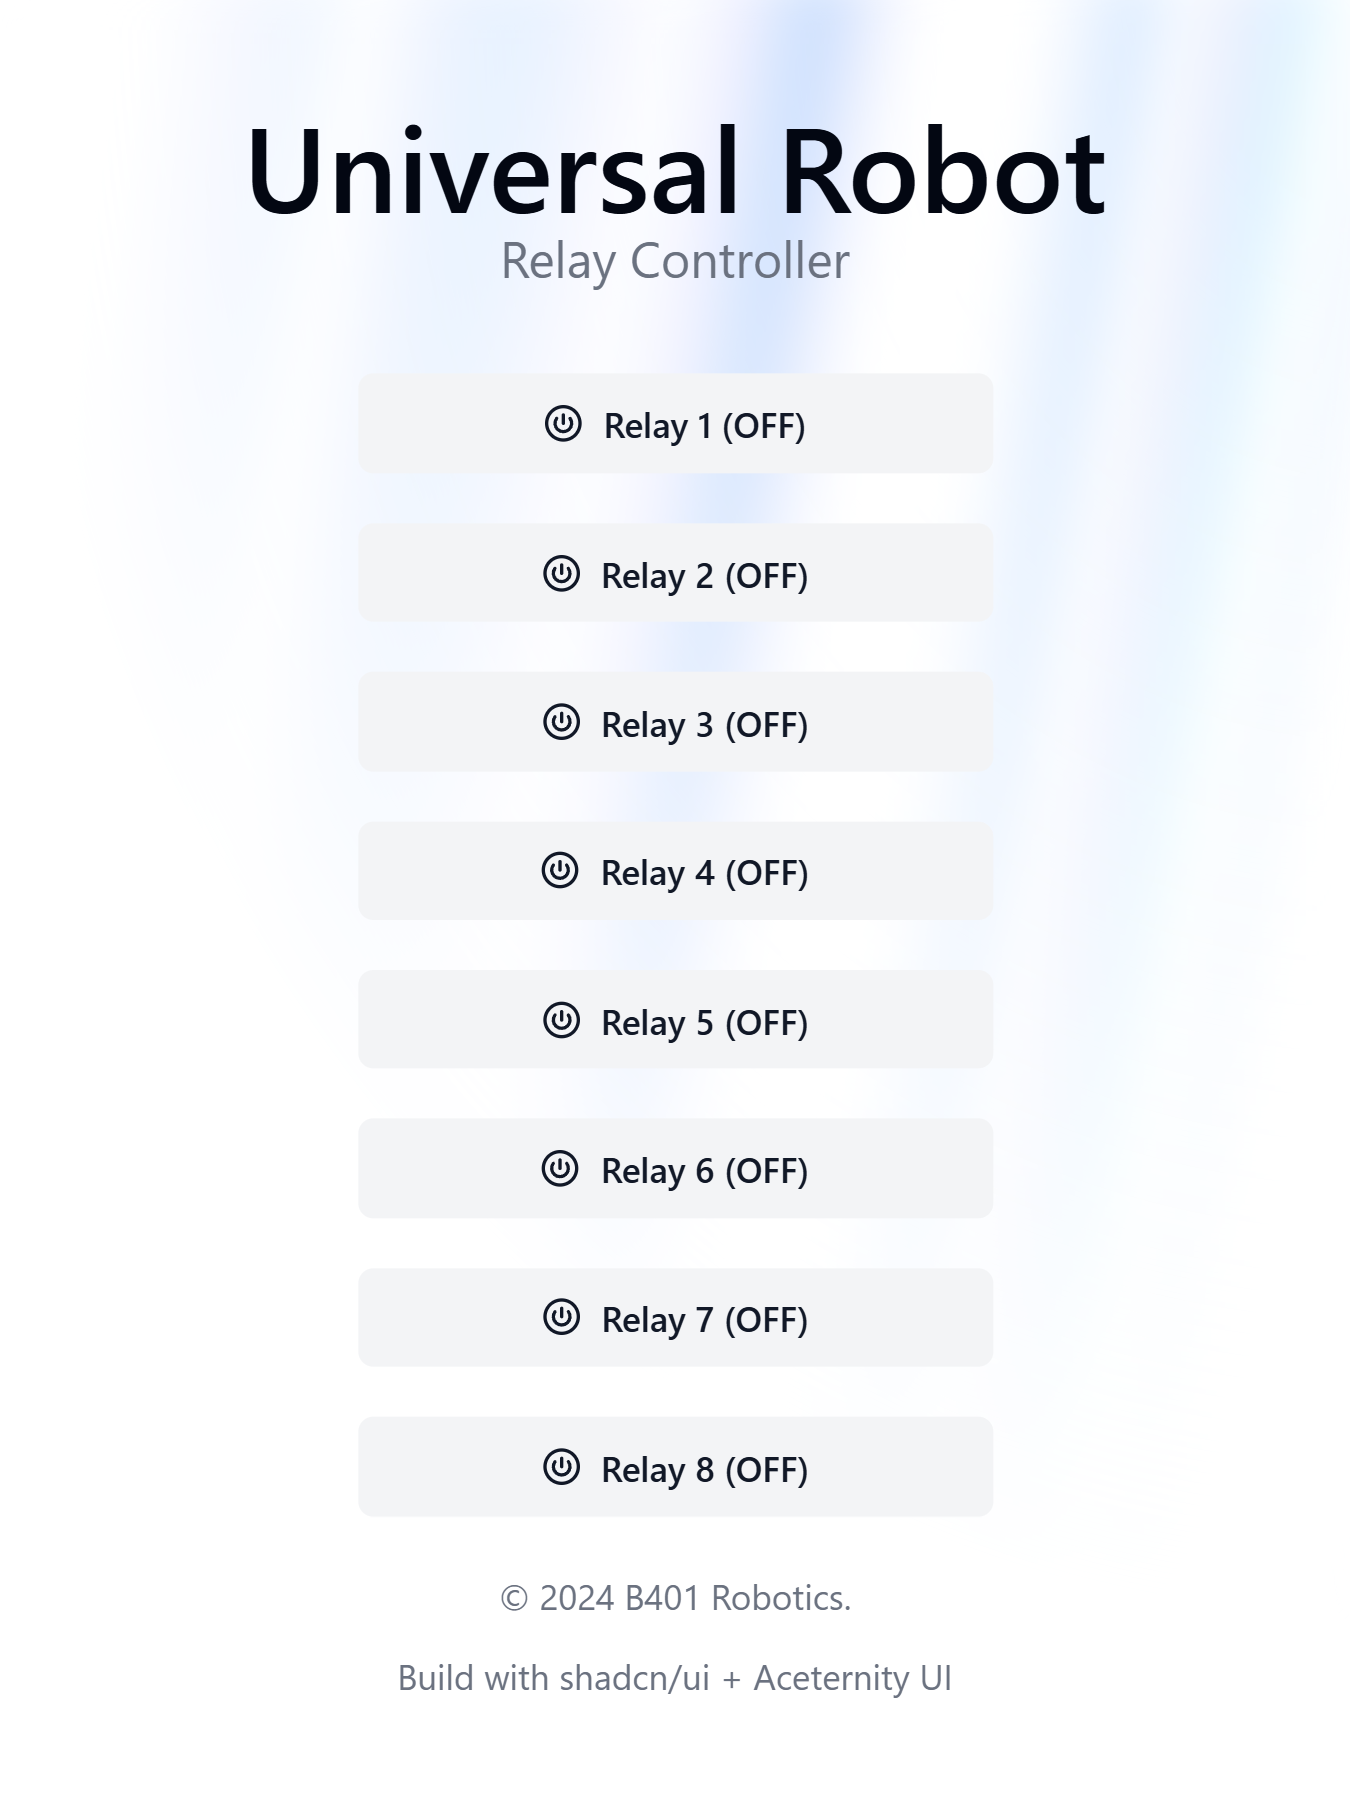 Universal Robot
Relay Controller
Relay 1 (OFF)
Relay 2 (OFF)
Relay 3 (OFF)
Relay 4 (OFF)
Relay 5 (OFF)
Relay 6 (OFF)
Relay 7 (OFF)
Relay 8 (OFF)
© 2024 B401 Robotics.
Build with shadcn/ui + Aceternity UI